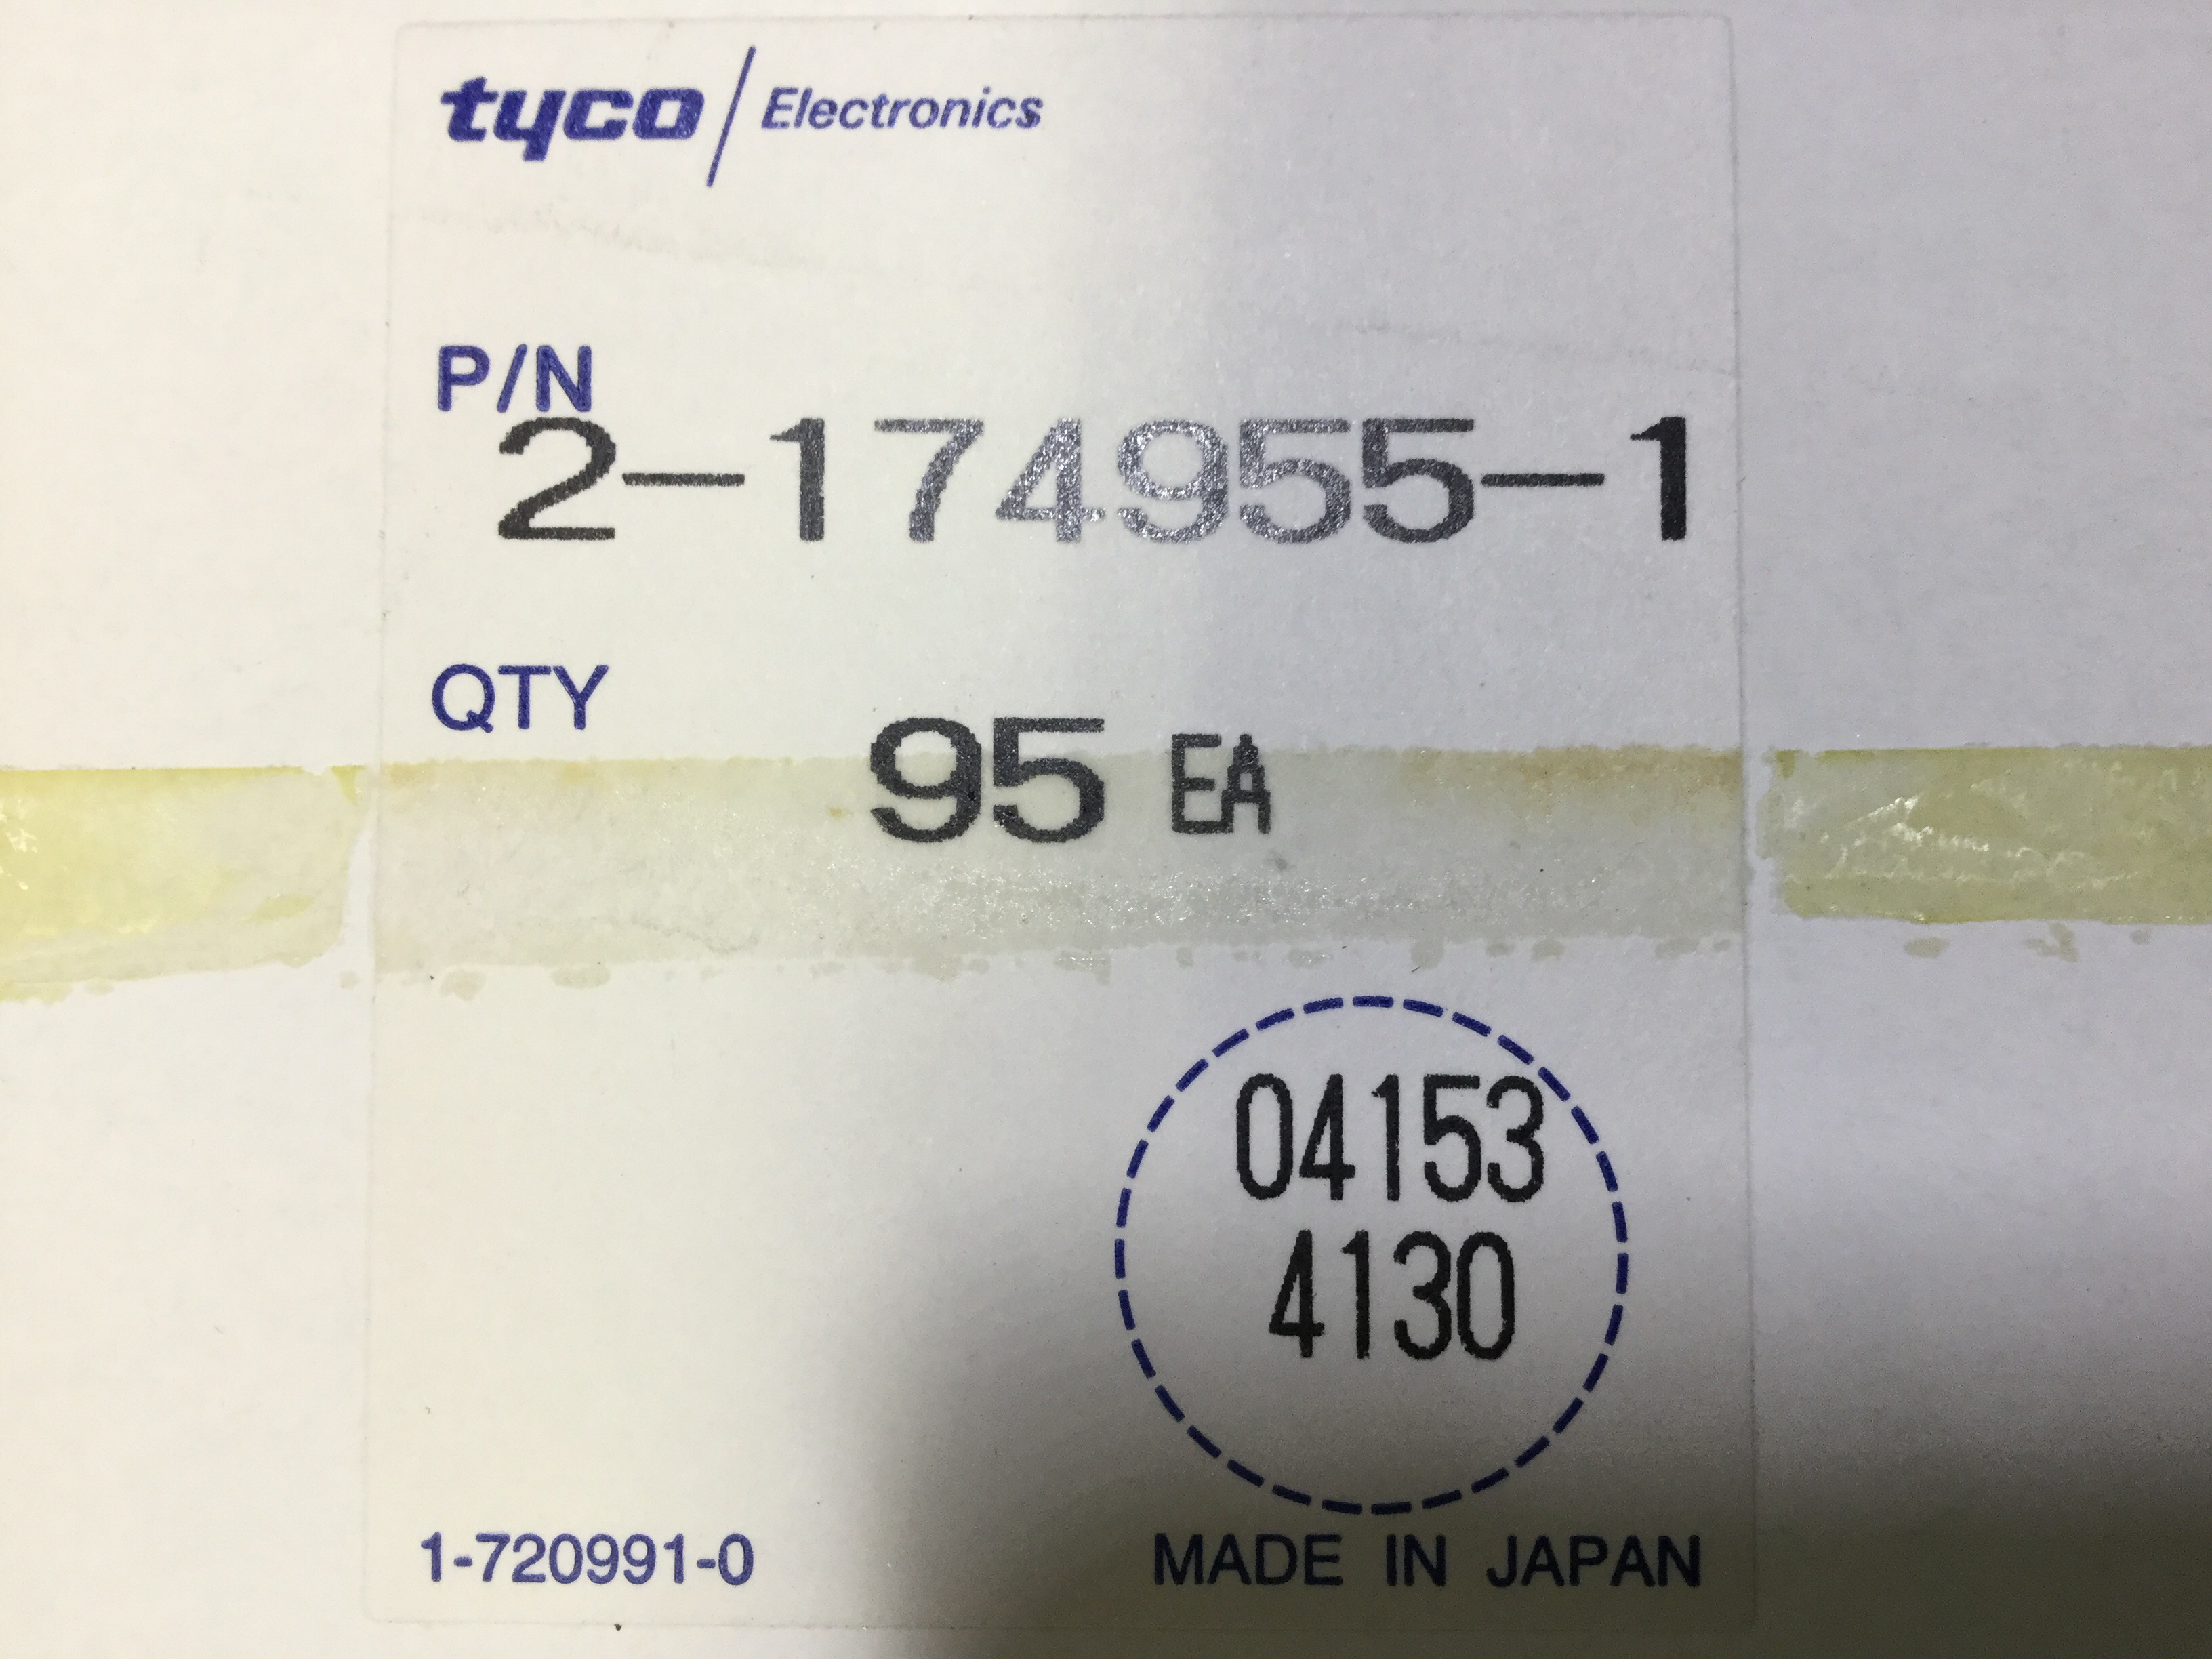 tyco / Electronics
P/N
2-174955-1
QTY
95 EA
04153
4130
1-720991-0
MADE IN JAPAN